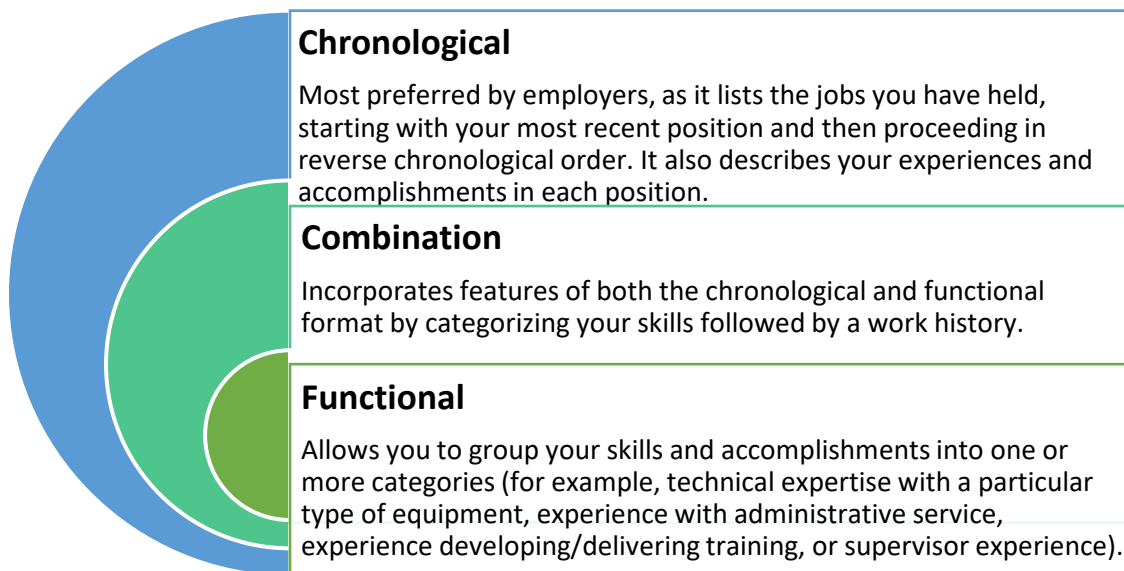 Chronological
Most preferred by employers, as it lists the jobs you have held,
starting with your most recent position and then proceeding in
reverse chronological order. It also describes your experiences and
accomplishments in each position.
Combination
Incorporates features of both the chronological and functional
format by categorizing your skills followed by a work history.
Functional
Allows you to group your skills and accomplishments into one or
more categories (for example, technical expertise with a particular
type of equipment, experience with administrative service,
experience developing/delivering training, or supervisor experience).